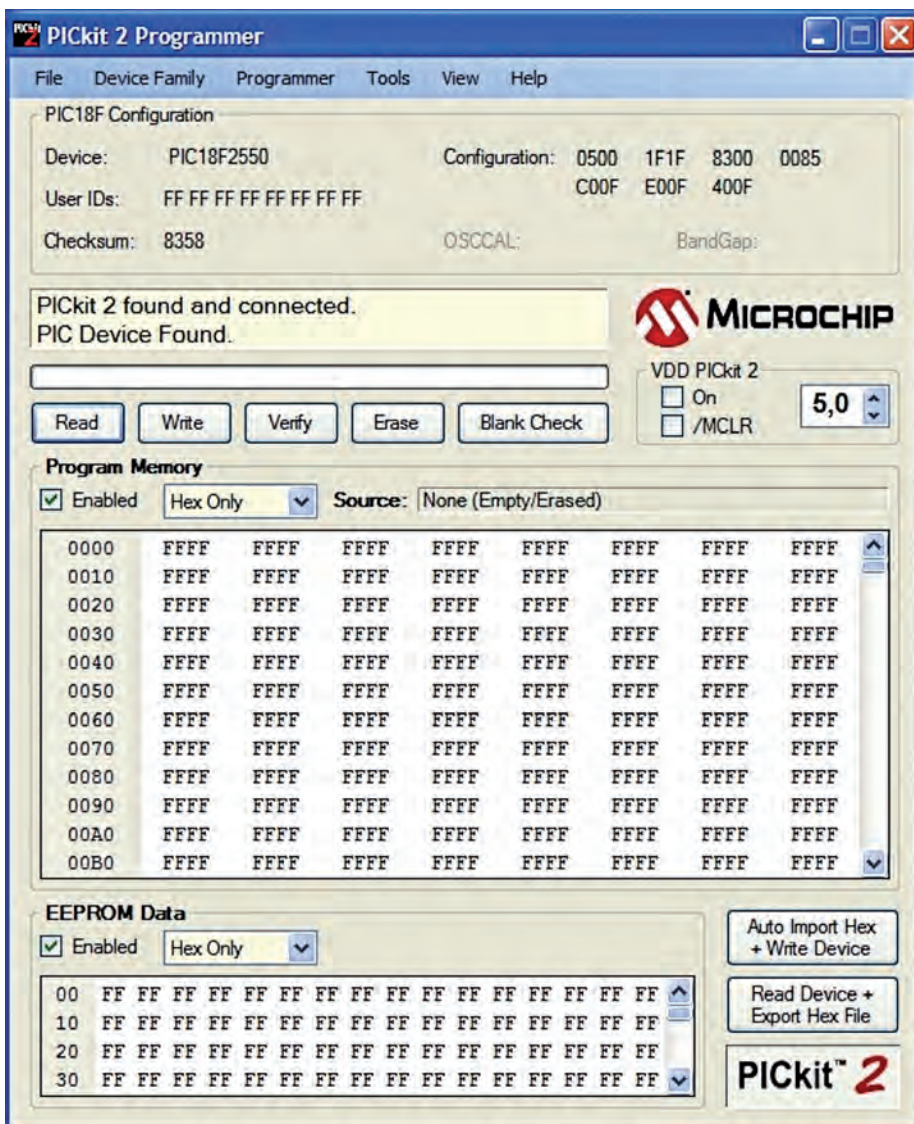 PICkit 2 Programmer
File Device Family Programmer Tools View Help
PIC18F Configuration
Device: PIC18F2550 Configuration: 0500 1F1F 8300 0085
C00F E00F 400F
User IDs: FF FF FF FF FF FF FF FF
Checksum: 8358 OSCCAL: BandGap:
PICkit 2 found and connected.
PIC Device Found.
MICROCHIP
VDD PICkit 2
On
/MCLR
5,0
Read Write Verify Erase Blank Check
Program Memory
Enabled Hex Only Source: None (Empty/Erased)
0000 FFFF FFFF FFFF FFFF FFFF FFFF FFFF FFFF
0010 FFFF FFFF FFFF FFFF FFFF FFFF FFFF FFFF
0020 FFFF FFFF FFFF FFFF FFFF FFFF FFFF FFFF
0030 FFFF FFFF FFFF FFFF FFFF FFFF FFFF FFFF
0040 FFFF FFFF FFFF FFFF FFFF FFFF FFFF FFFF
0050 FFFF FFFF FFFF FFFF FFFF FFFF FFFF FFFF
0060 FFFF FFFF FFFF FFFF FFFF FFFF FFFF FFFF
0070 FFFF FFFF FFFF FFFF FFFF FFFF FFFF FFFF
0080 FFFF FFFF FFFF FFFF FFFF FFFF FFFF FFFF
0090 FFFF FFFF FFFF FFFF FFFF FFFF FFFF FFFF
00A0 FFFF FFFF FFFF FFFF FFFF FFFF FFFF FFFF
00B0 FFFF FFFF FFFF FFFF FFFF FFFF FFFF FFFF
EEPROM Data
Enabled Hex Only
00 FF FF FF FF FF FF FF FF FF FF FF FF FF FF FF FF
10 FF FF FF FF FF FF FF FF FF FF FF FF FF FF FF FF
20 FF FF FF FF FF FF FF FF FF FF FF FF FF FF FF FF
30 FF FF FF FF FF FF FF FF FF FF FF FF FF FF FF FF
Auto Import Hex
+ Write Device
Read Device +
Export Hex File
PICkit™ 2